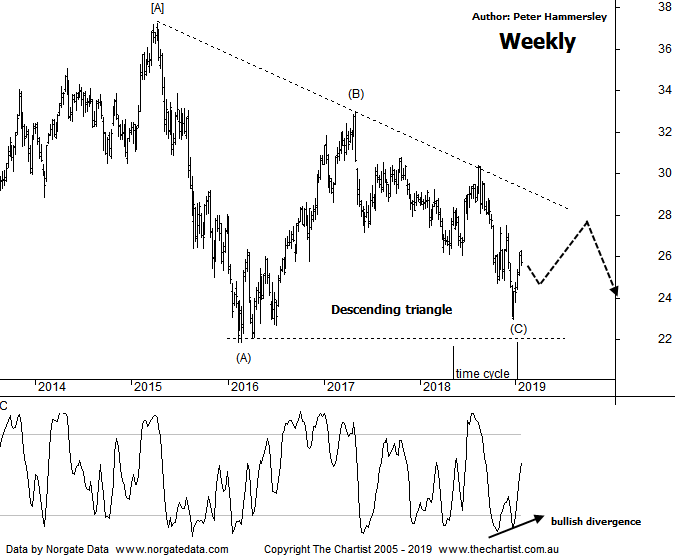 [A]
Author: Peter Hammersley
Weekly
38
36
34
32
30
28
26
24
22
(B)
Descending triangle
(C)
(A)
time cycle
2014
2015
2016
2017
2018
2019
C
bullish divergence
Data by Norgate Data www.norgatedata.com Copyright The Chartist 2005 - 2019 www.thechartist.com.au